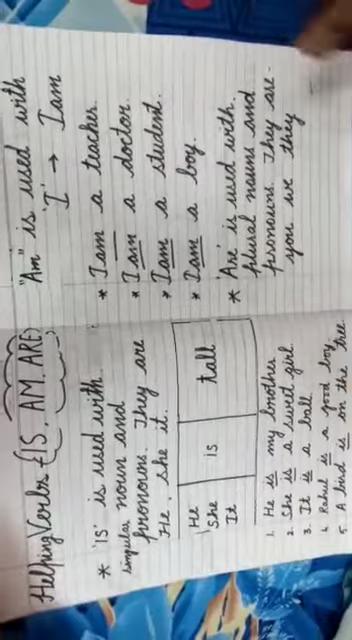 Helping Verbs - (IS, AM, ARE)
* 'IS' is used with
singular noun and
pronouns. They are
He, she it.
He
She is tall
It
1. He is my brother
2. She is a sweet girl
3. It is a ball
4. Rahul is a good boy
5. A bird is on the tree.
"Am" is used with
'I' → I am
* I am a teacher.
* I am a doctor.
* I am a student.
* I am a boy.
* 'Are' is used with
plural nouns and
pronouns. They are -
you we they